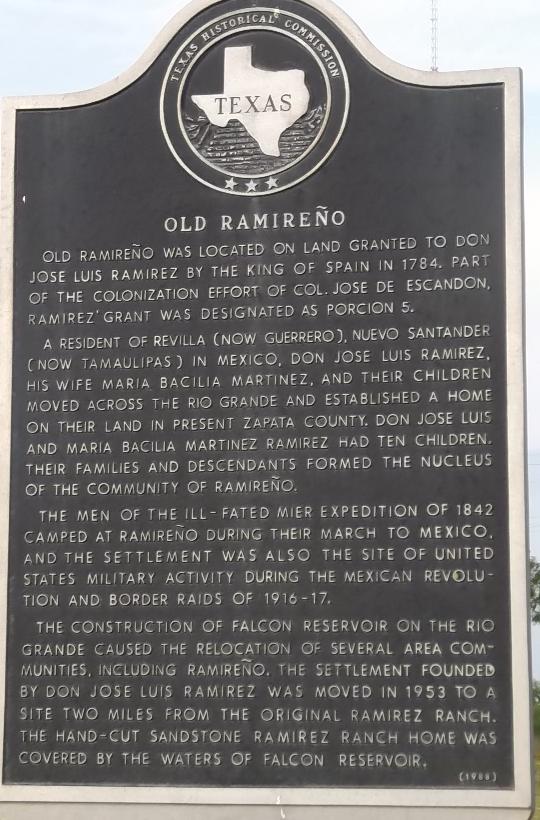 TEXAS HISTORICAL COMMISSION
TEXAS
OLD RAMIREÑO
OLD RAMIREÑO WAS LOCATED ON LAND GRANTED TO DON
JOSE LUIS RAMIREZ BY THE KING OF SPAIN IN 1784. PART
OF THE COLONIZATION EFFORT OF COL. JOSE DE ESCANDON,
RAMIREZ' GRANT WAS DESIGNATED AS PORCION 5.
A RESIDENT OF REVILLA (NOW GUERRERO), NUEVO SANTANDER
(NOW TAMAULIPAS) IN MEXICO, DON JOSE LUIS RAMIREZ,
HIS WIFE MARIA BACILIA MARTINEZ, AND THEIR CHILDREN
MOVED ACROSS THE RIO GRANDE AND ESTABLISHED A HOME
ON THEIR LAND IN PRESENT ZAPATA COUNTY. DON JOSE LUIS
AND MARIA BACILIA MARTINEZ RAMIREZ HAD TEN CHILDREN.
THEIR FAMILIES AND DESCENDANTS FORMED THE NUCLEUS
OF THE COMMUNITY OF RAMIREÑO.
THE MEN OF THE ILL-FATED MIER EXPEDITION OF 1842
CAMPED AT RAMIREÑO DURING THEIR MARCH TO MEXICO,
AND THE SETTLEMENT WAS ALSO THE SITE OF UNITED
STATES MILITARY ACTIVITY DURING THE MEXICAN REVOLU-
TION AND BORDER RAIDS OF 1916-17.
THE CONSTRUCTION OF FALCON RESERVOIR ON THE RIO
GRANDE CAUSED THE RELOCATION OF SEVERAL AREA COM-
MUNITIES, INCLUDING RAMIREÑO. THE SETTLEMENT FOUNDED
BY DON JOSE LUIS RAMIREZ WAS MOVED IN 1953 TO A
SITE TWO MILES FROM THE ORIGINAL RAMIREZ RANCH.
THE HAND-CUT SANDSTONE RAMIREZ RANCH HOME WAS
COVERED BY THE WATERS OF FALCON RESERVOIR.
(1988)